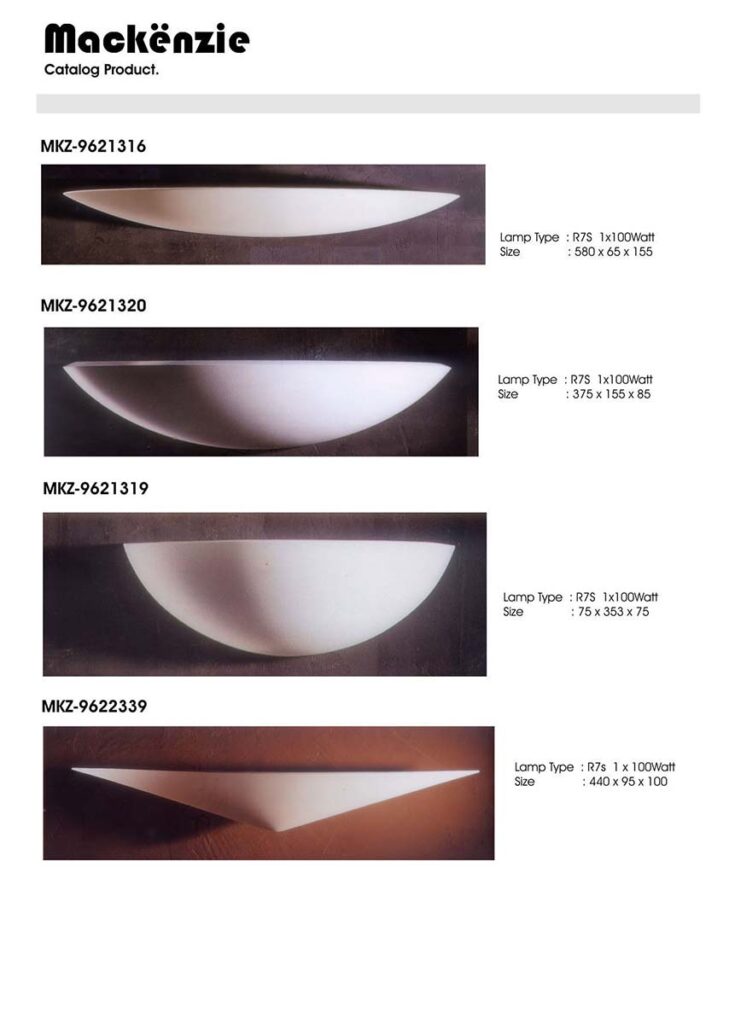 Mackënzie
Catalog Product.
MKZ-9621316
Lamp Type : R7S 1x100Watt
Size : 580 x 65 x 155
MKZ-9621320
Lamp Type : R7S 1x100Watt
Size : 375 x 155 x 85
MKZ-9621319
Lamp Type : R7S 1x100Watt
Size : 75 x 353 x 75
MKZ-9622339
Lamp Type : R7s 1 x 100Watt
Size : 440 x 95 x 100